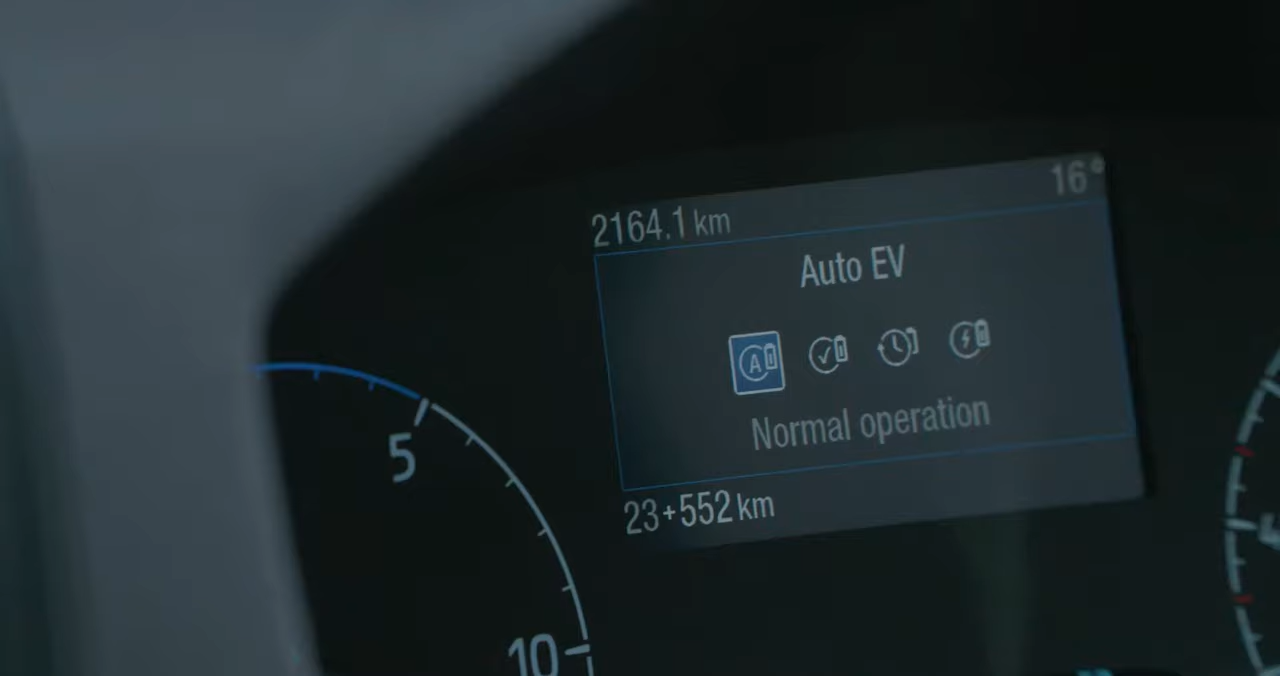 2164.1 km
16°
Auto EV
A
Normal operation
23+552 km
5
10